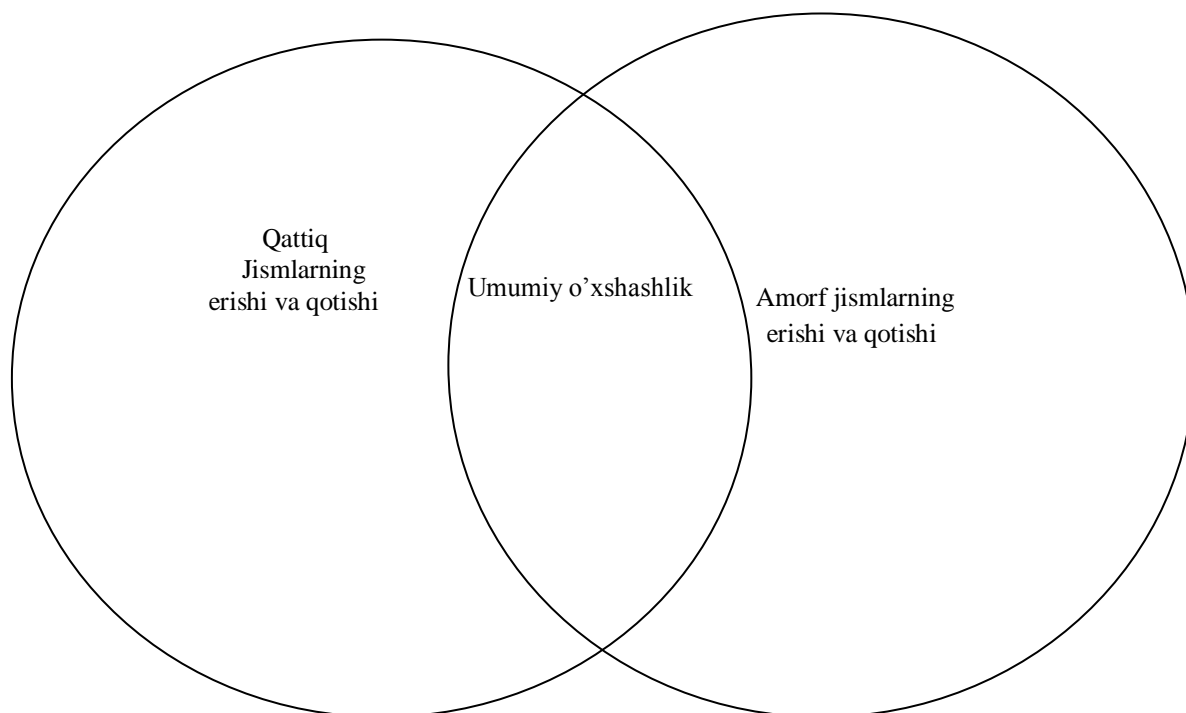 Qattiq
Jismlarning
erishi va qotishi
Umumiy o’xshashlik
Amorf jismlarning
erishi va qotishi